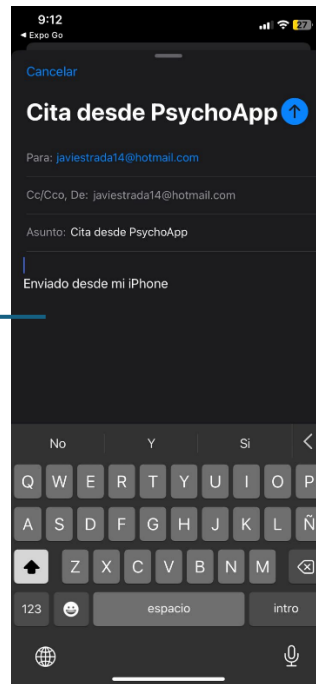 9:12
27
◄ Expo Go
Cancelar
Cita desde PsychoApp
Para: javiestrada14@hotmail.com
Cc/Cco, De: javiestrada14@hotmail.com
Asunto: Cita desde PsychoApp
Enviado desde mi iPhone
No Y Si
Q W E R T Y U I O P
A S D F G H J K L Ñ
Z X C V B N M
123 espacio intro